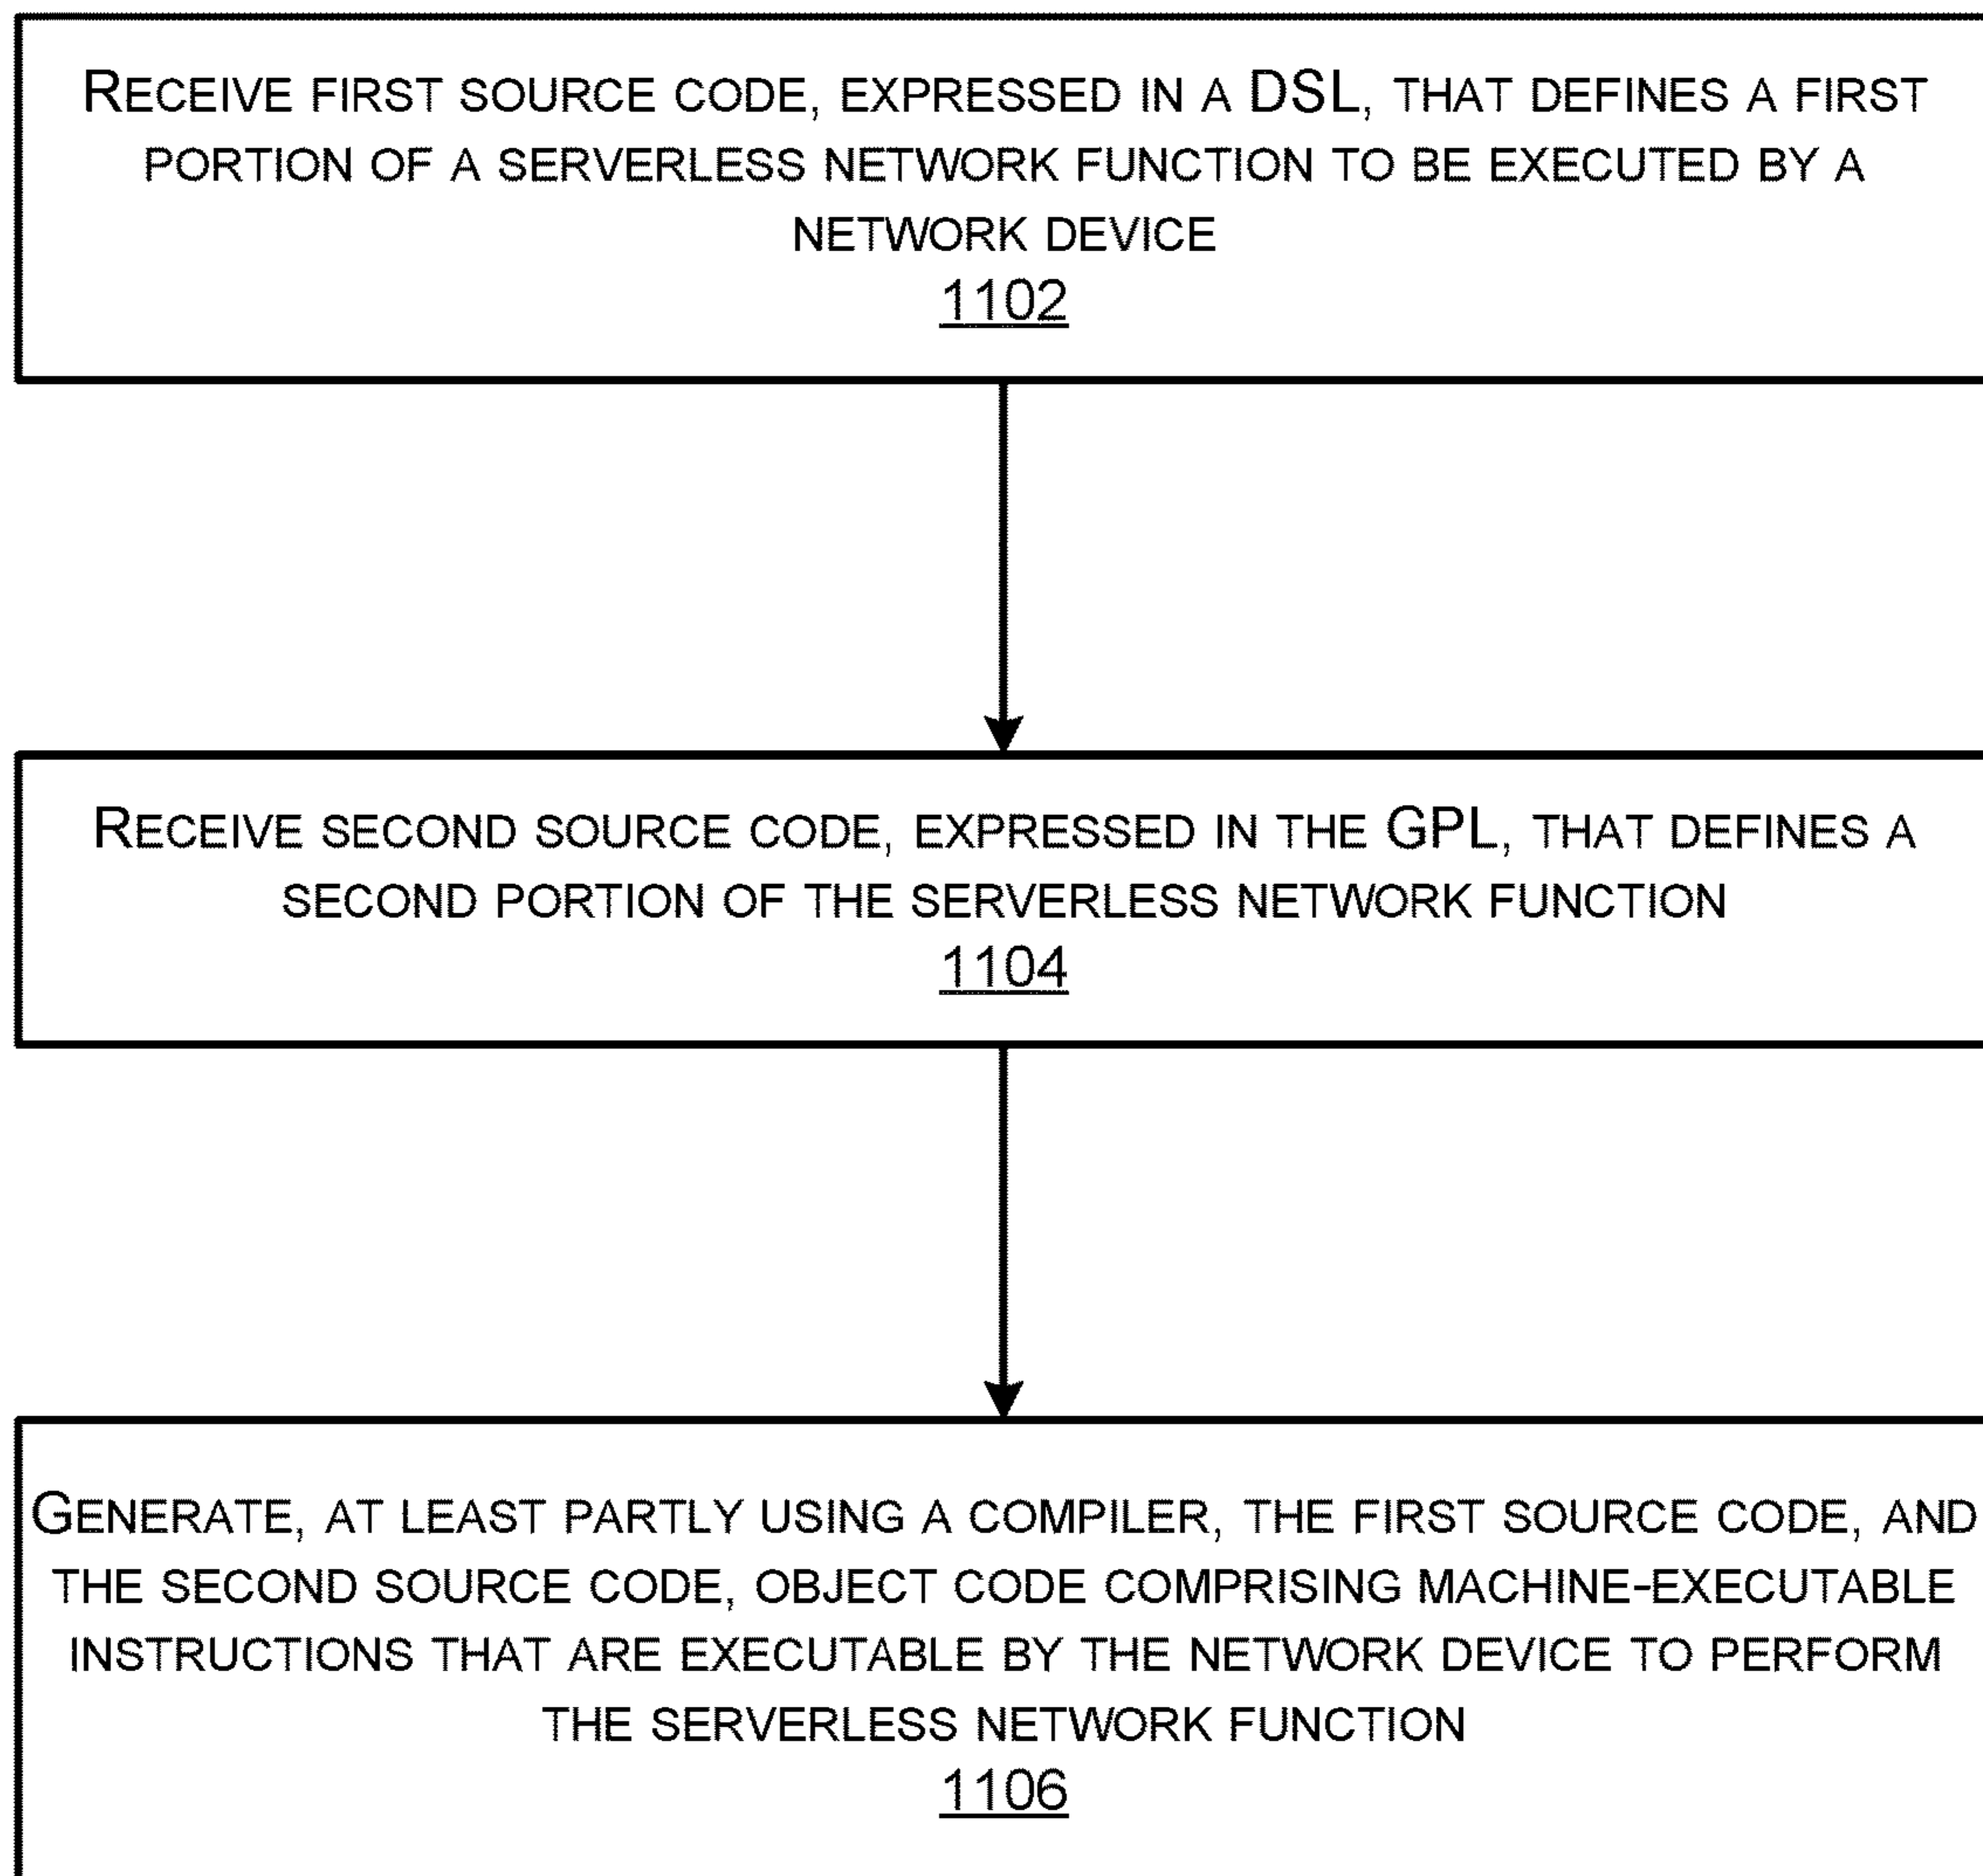 RECEIVE FIRST SOURCE CODE, EXPRESSED IN A DSL, THAT DEFINES A FIRST
PORTION OF A SERVERLESS NETWORK FUNCTION TO BE EXECUTED BY A
NETWORK DEVICE
1102
RECEIVE SECOND SOURCE CODE, EXPRESSED IN THE GPL, THAT DEFINES A
SECOND PORTION OF THE SERVERLESS NETWORK FUNCTION
1104
GENERATE, AT LEAST PARTLY USING A COMPILER, THE FIRST SOURCE CODE, AND
THE SECOND SOURCE CODE, OBJECT CODE COMPRISING MACHINE-EXECUTABLE
INSTRUCTIONS THAT ARE EXECUTABLE BY THE NETWORK DEVICE TO PERFORM
THE SERVERLESS NETWORK FUNCTION
1106